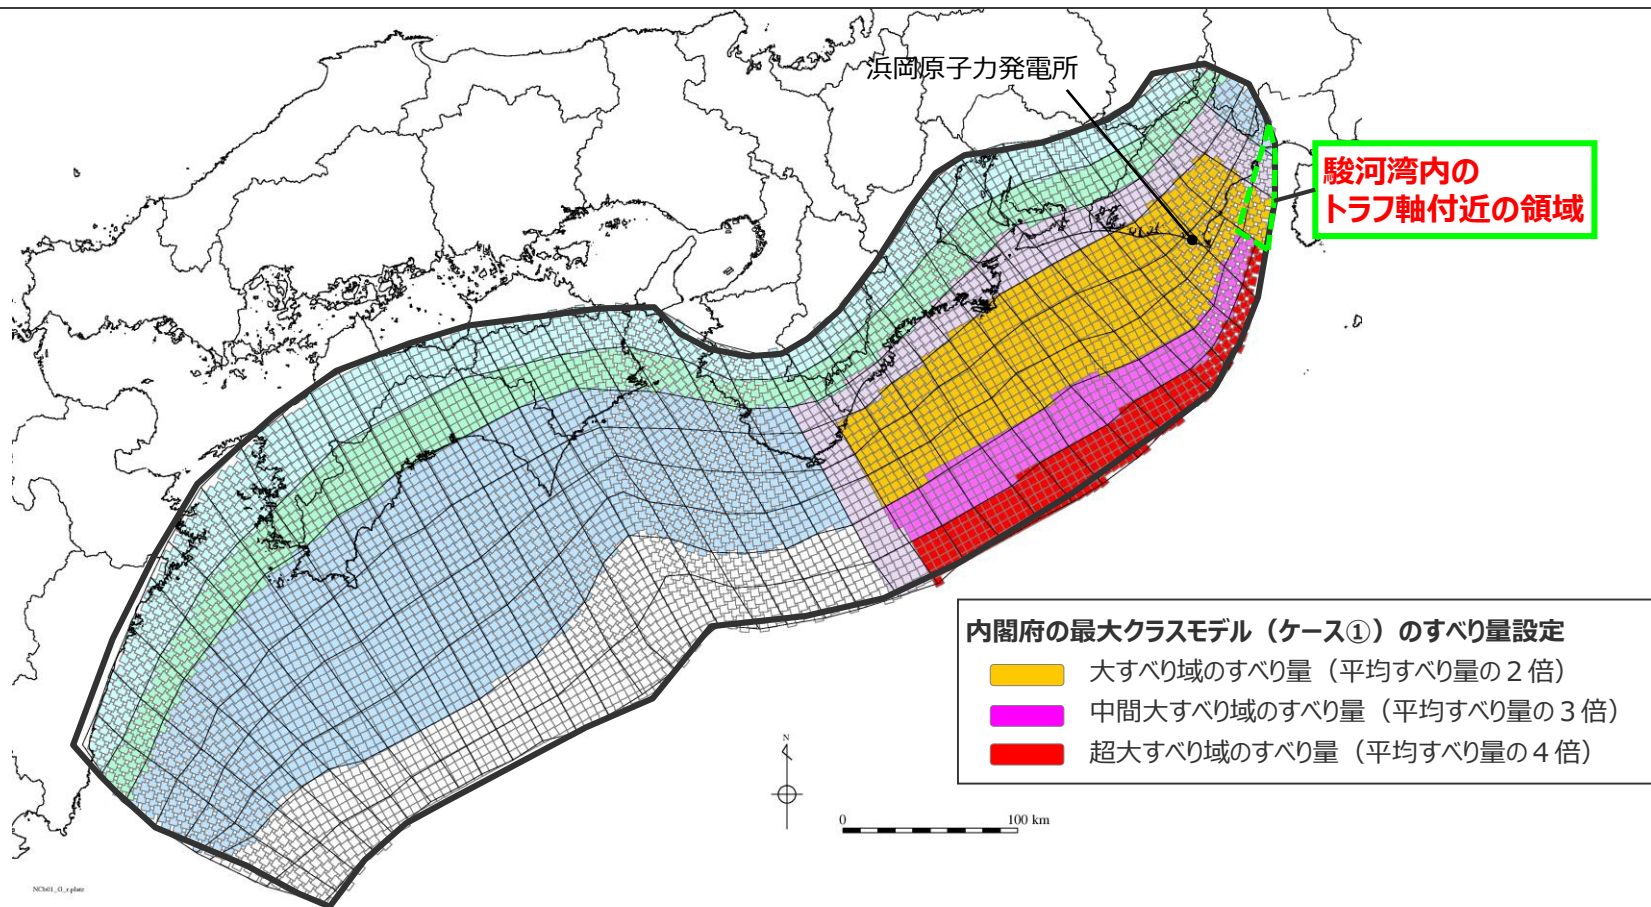 浜岡原子力発電所
駿河湾内の
トラフ軸付近の領域
内閣府の最大クラスモデル（ケース①）のすべり量設定
大すべり域のすべり量（平均すべり量の２倍）
中間大すべり域のすべり量（平均すべり量の３倍）
超大すべり域のすべり量（平均すべり量の４倍）
N
0 100 km